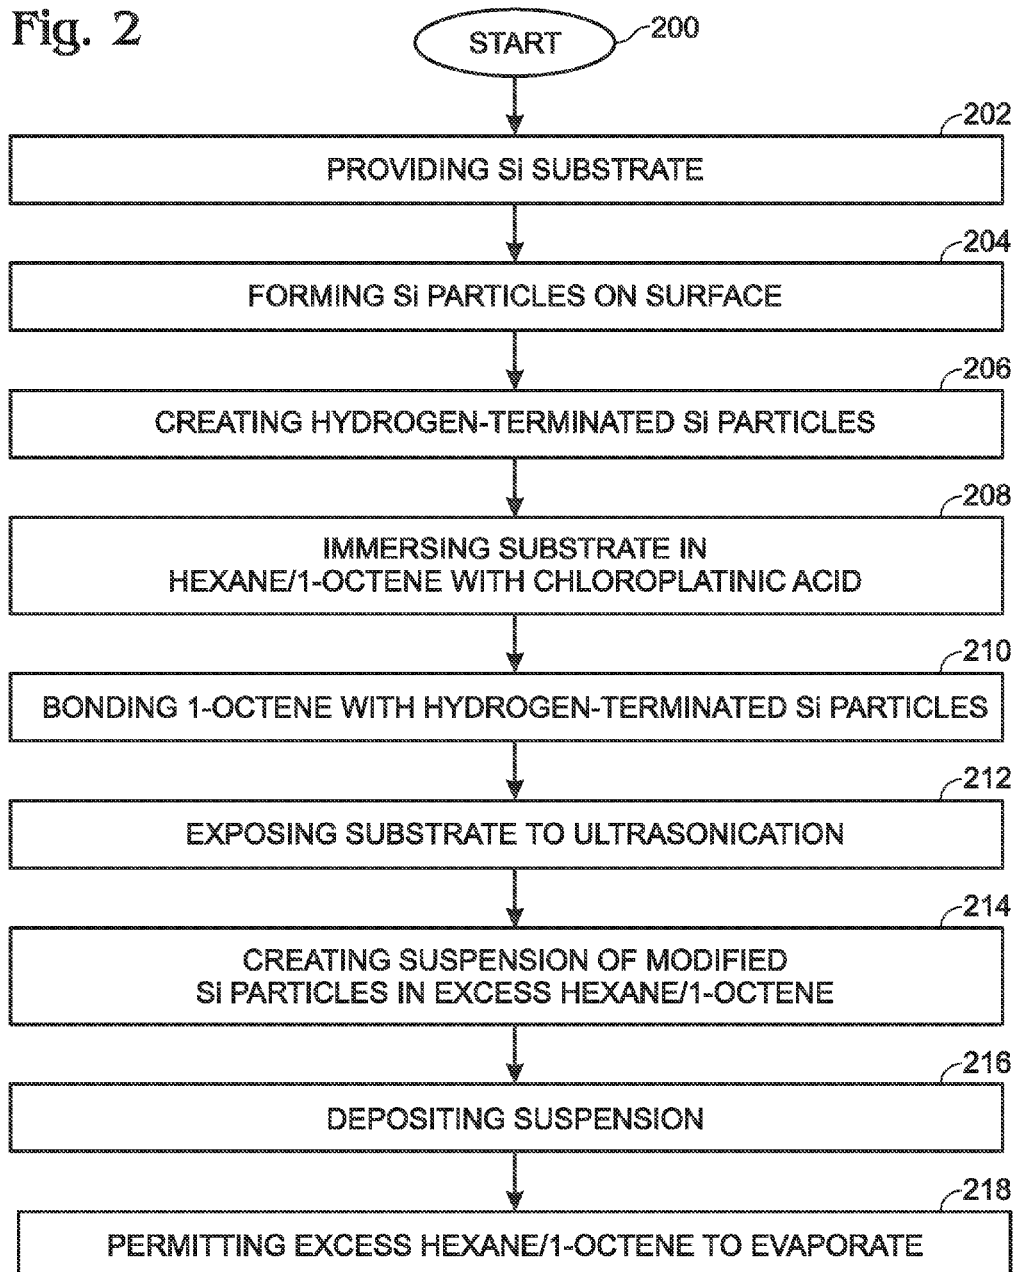 Fig. 2
START
200
202
PROVIDING Si SUBSTRATE
204
FORMING Si PARTICLES ON SURFACE
206
CREATING HYDROGEN-TERMINATED Si PARTICLES
208
IMMERSING SUBSTRATE IN
HEXANE/1-OCTENE WITH CHLOROPLATINIC ACID
210
BONDING 1-OCTENE WITH HYDROGEN-TERMINATED Si PARTICLES
212
EXPOSING SUBSTRATE TO ULTRASONICATION
214
CREATING SUSPENSION OF MODIFIED
Si PARTICLES IN EXCESS HEXANE/1-OCTENE
216
DEPOSITING SUSPENSION
218
PERMITTING EXCESS HEXANE/1-OCTENE TO EVAPORATE